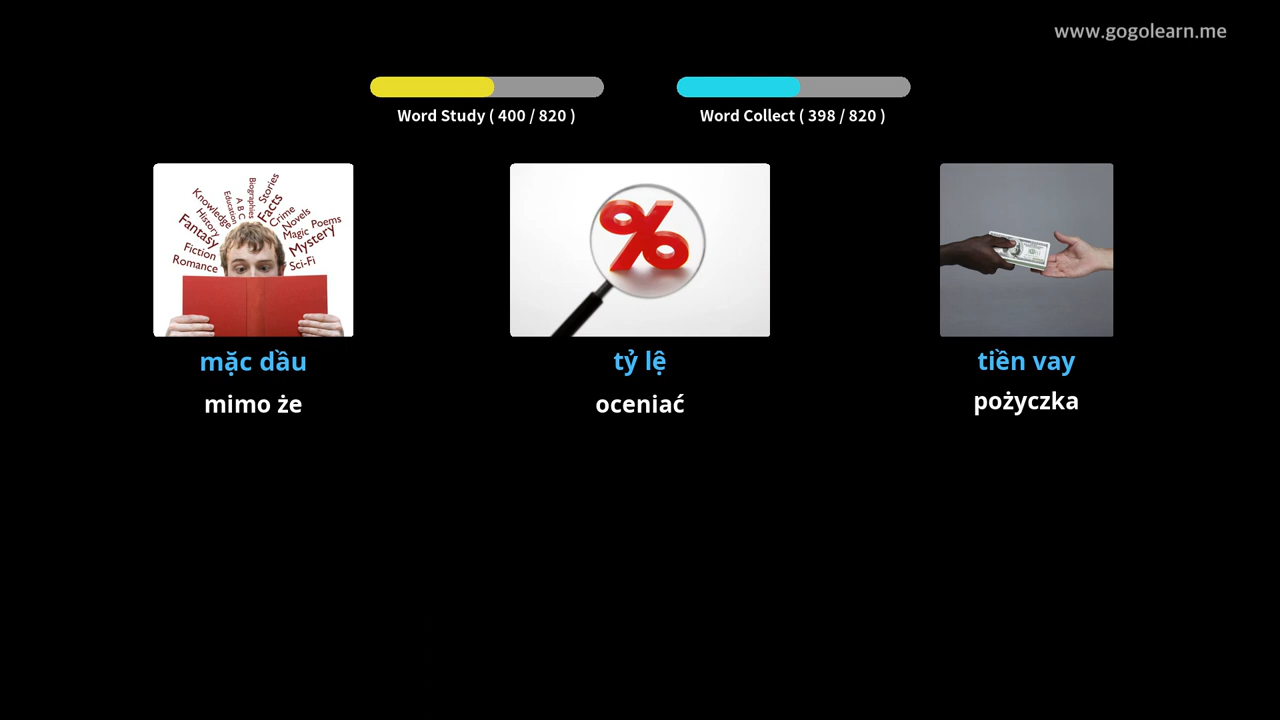 www.gogolearn.me
Word Study ( 400 / 820 )
Word Collect ( 398 / 820 )
Stories
Biographies
Facts
A B C
Education
Crime
Knowledge
Novels
History
Poems
Magic
Fantasy
Mystery
Fiction
Sci-Fi
Romance
%
mặc dầu
tỷ lệ
tiền vay
mimo że
oceniać
pożyczka